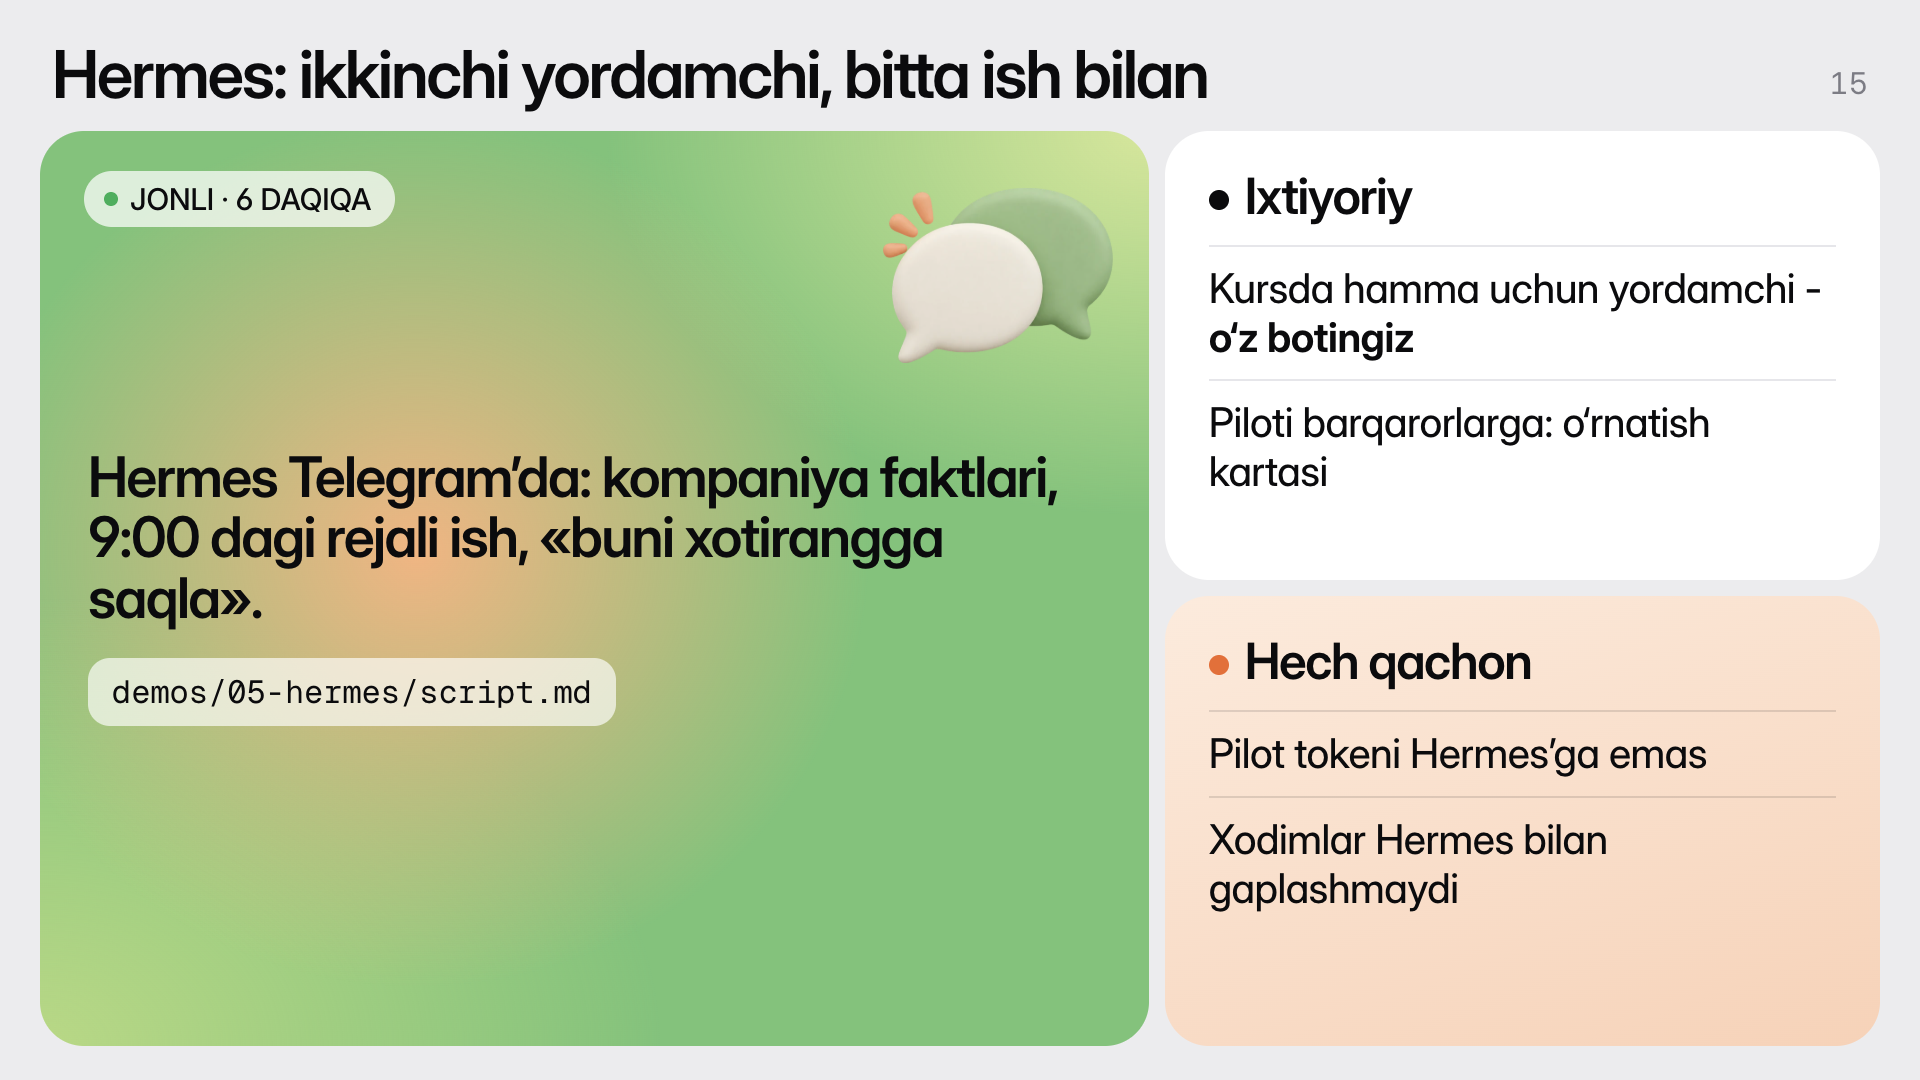 Hermes: ikkinchi yordamchi, bitta ish bilan
15
JONLI · 6 DAQIQA
Hermes Telegram’da: kompaniya faktlari,
9:00 dagi rejali ish, «buni xotirangga
saqla».
demos/05-hermes/script.md
Ixtiyoriy
Kursda hamma uchun yordamchi -
o‘z botingiz
Piloti barqarorlarga: o‘rnatish
kartasi
Hech qachon
Pilot tokeni Hermes’ga emas
Xodimlar Hermes bilan
gaplashmaydi